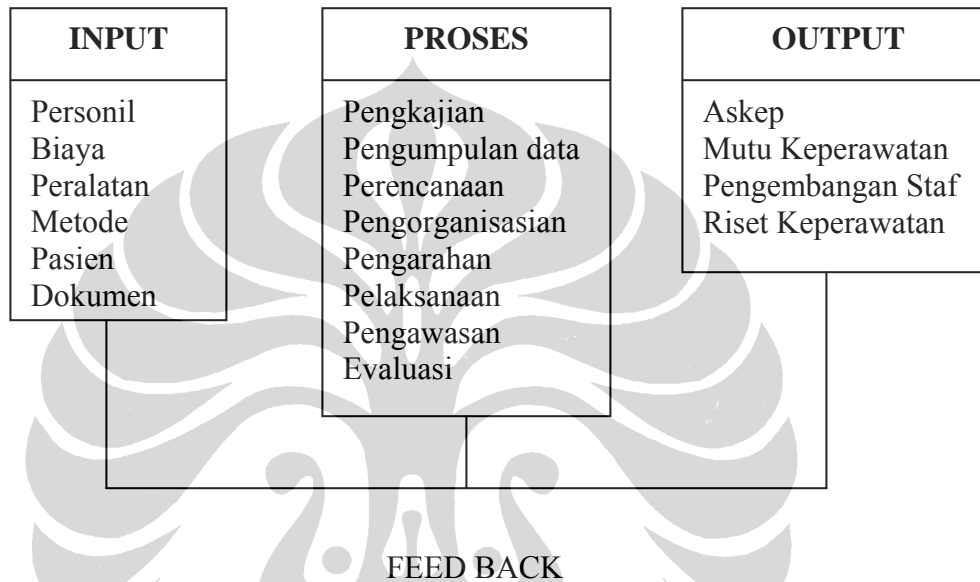 INPUT
Personil
Biaya
Peralatan
Metode
Pasien
Dokumen
PROSES
Pengkajian
Pengumpulan data
Perencanaan
Pengorganisasian
Pengarahan
Pelaksanaan
Pengawasan
Evaluasi
OUTPUT
Askep
Mutu Keperawatan
Pengembangan Staf
Riset Keperawatan
FEED BACK